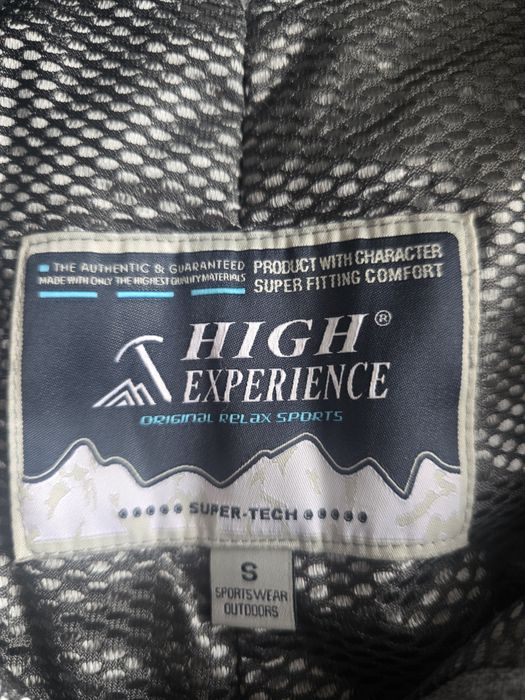 THE AUTHENTIC & GUARANTEED
MADE WITH ONLY THE HIGHEST QUALITY MATERIALS
PRODUCT WITH CHARACTER
SUPER FITTING COMFORT
HIGH®
EXPERIENCE
ORIGINAL RELAX SPORTS
SUPER-TECH
S
SPORTSWEAR
OUTDOORS